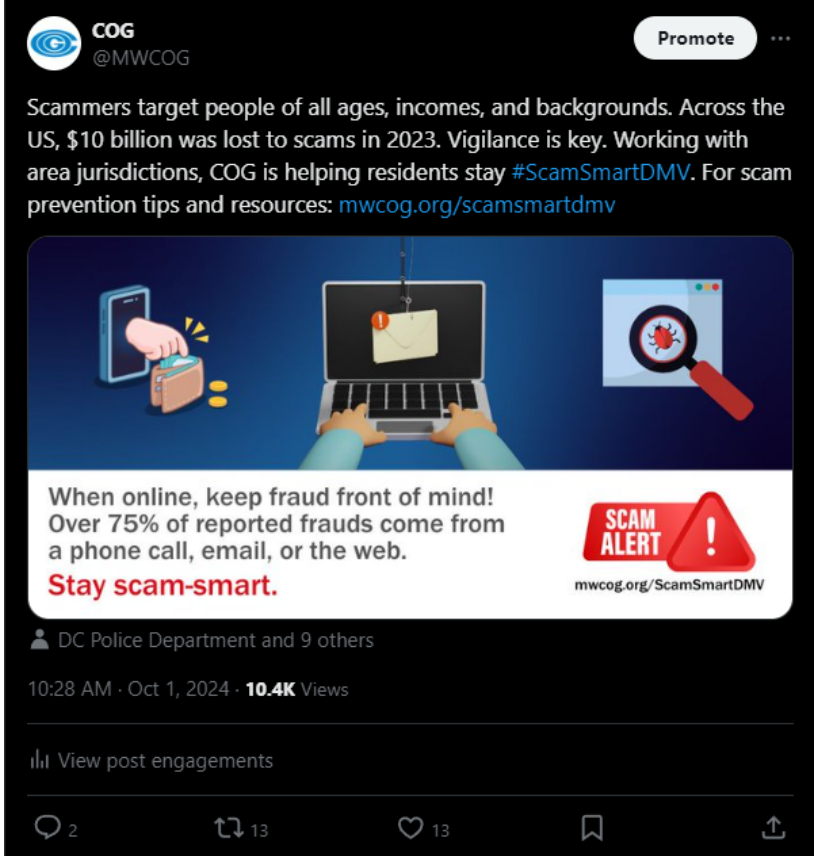 COG
@MWCOG
Promote
Scammers target people of all ages, incomes, and backgrounds. Across the
US, $10 billion was lost to scams in 2023. Vigilance is key. Working with
area jurisdictions, COG is helping residents stay #ScamSmartDMV. For scam
prevention tips and resources: mwcog.org/scamsmartdmv
!
When online, keep fraud front of mind!
Over 75% of reported frauds come from
a phone call, email, or the web.
Stay scam-smart.
SCAM
ALERT
!
mwcog.org/ScamSmartDMV
DC Police Department and 9 others
10:28 AM · Oct 1, 2024 · 10.4K Views
View post engagements
2
13
13